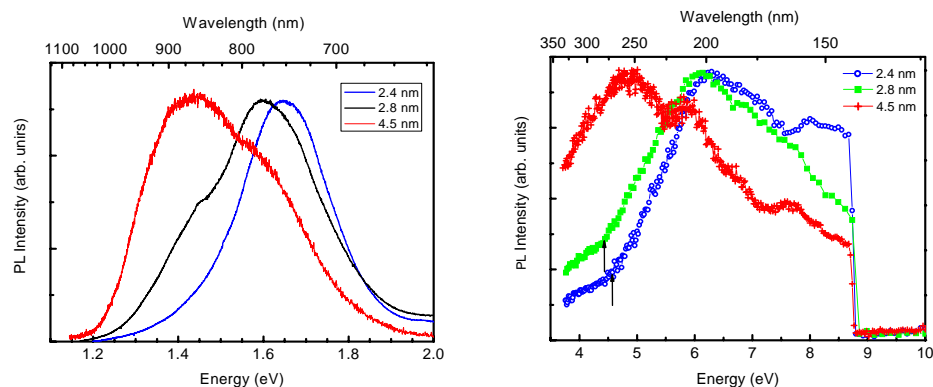 Wavelength (nm)
1100 1000 900 800 700
PL Intensity (arb. unirs)
2.4 nm
2.8 nm
4.5 nm
1.2 1.4 1.6 1.8 2.0
Energy (eV)
Wavelength (nm)
350 300 250 200 150
PL Intensity (arb. units)
2.4 nm
2.8 nm
4.5 nm
4 5 6 7 8 9 10
Energy (eV)